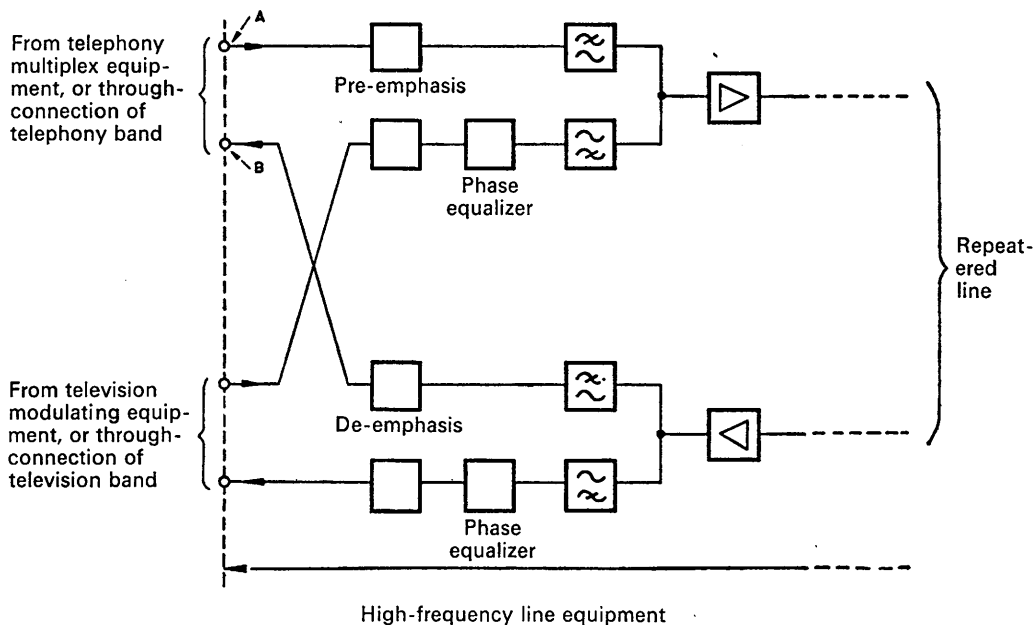 A
From telephony
multiplex equip-
ment, or through-
connection of
telephony band
B
Pre-emphasis
Phase
equalizer
Repeat-
ered
line
From television
modulating equip-
ment, or through-
connection of
television band
De-emphasis
Phase
equalizer
High-frequency line equipment